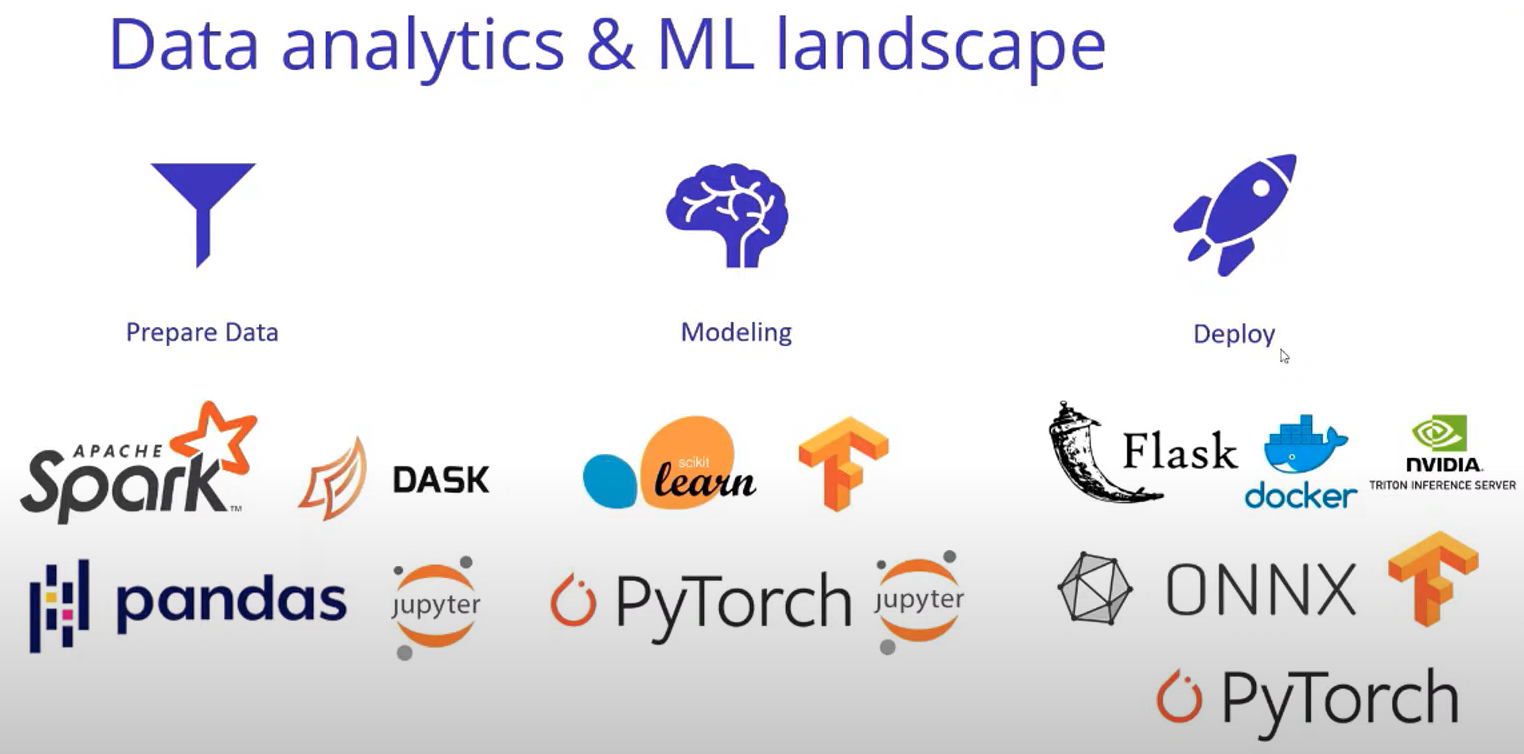 Data analytics & ML landscape
Prepare Data
Modeling
Deploy
APACHE
Spark™
DASK
pandas
jupyter
scikit
learn
PyTorch
jupyter
Flask
docker
NVIDIA.
TRITON INFERENCE SERVER
ONNX
PyTorch